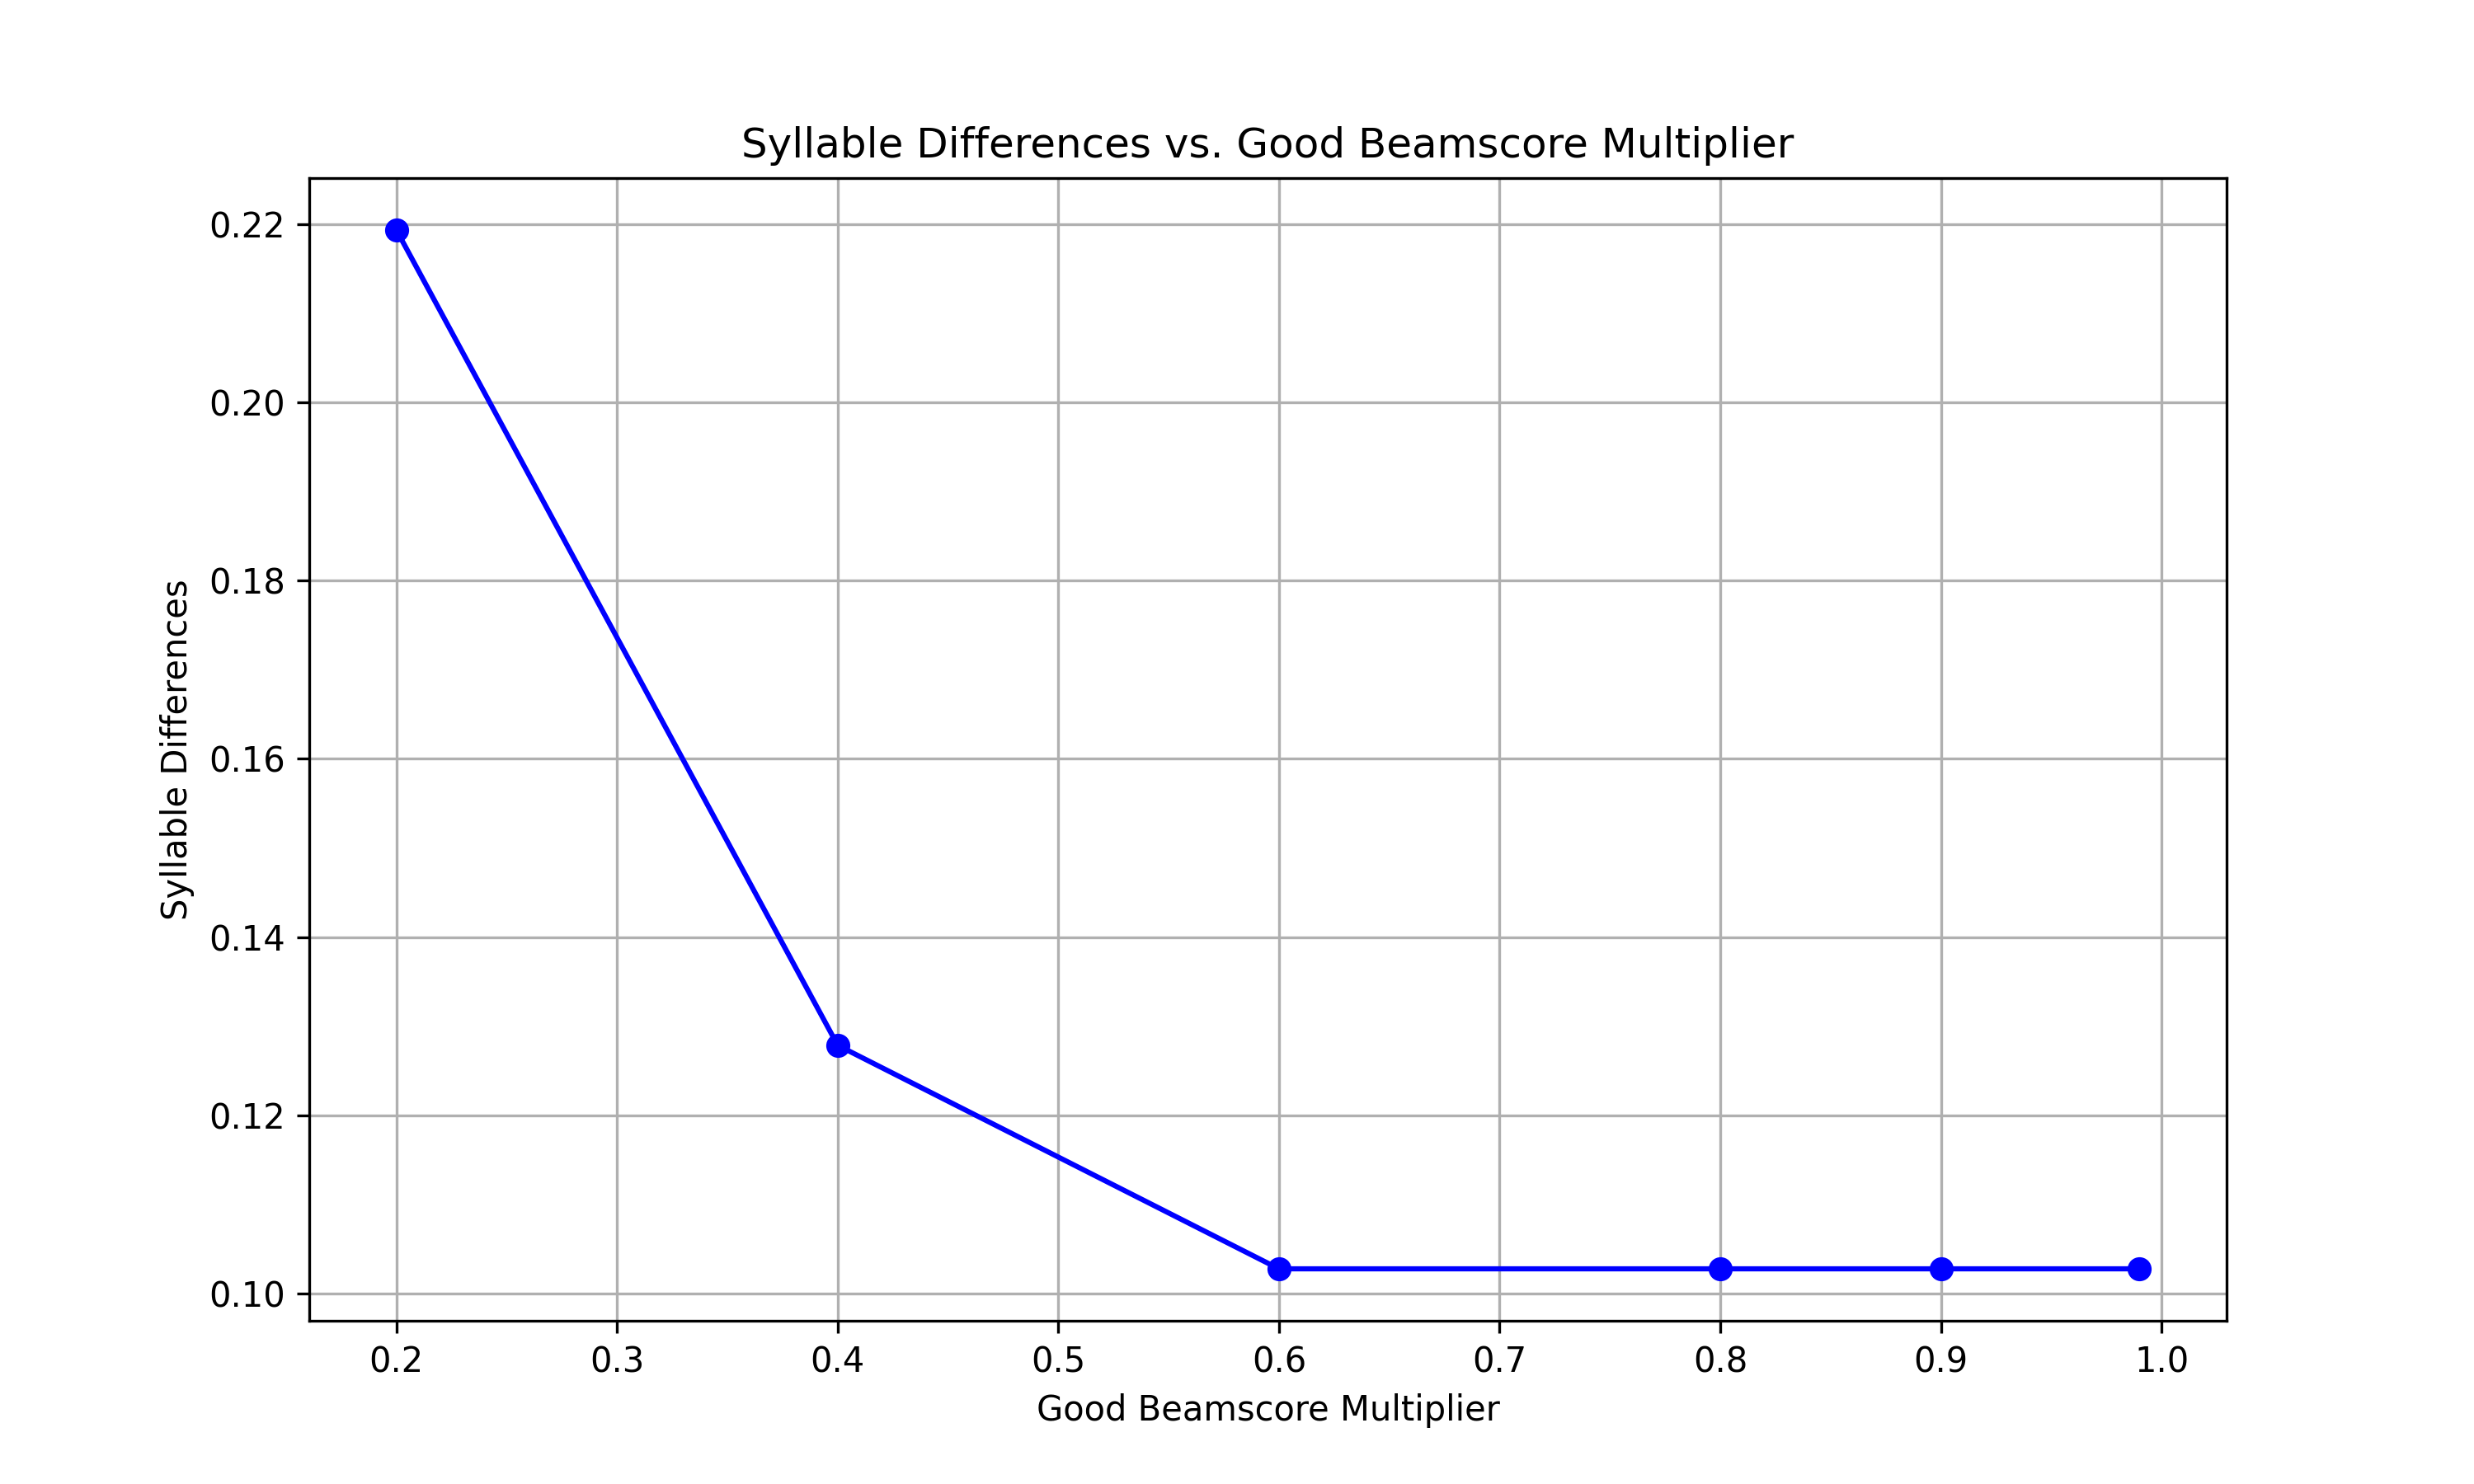 Syllable Differences vs. Good Beamscore Multiplier
Syllable Differences
0.22
0.20
0.18
0.16
0.14
0.12
0.10
0.2 0.3 0.4 0.5 0.6 0.7 0.8 0.9 1.0
Good Beamscore Multiplier